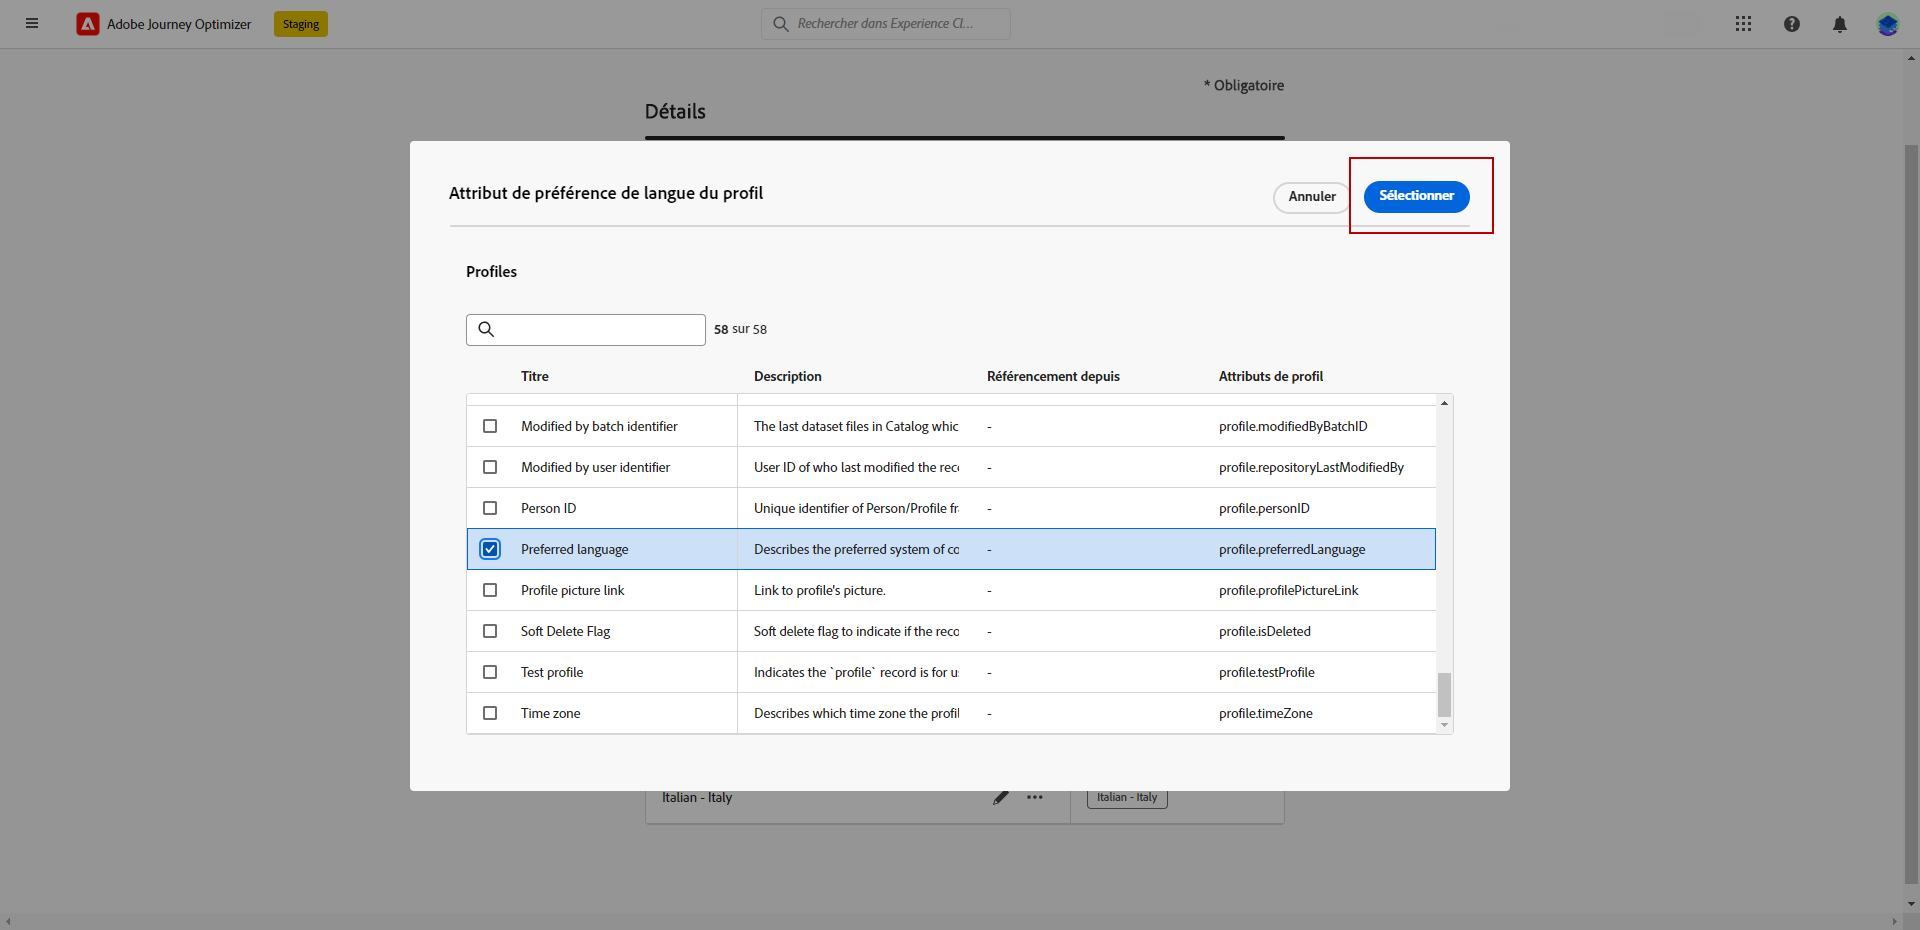 Adobe Journey Optimizer
Staging
Rechercher dans Experience Cl...
* Obligatoire
Détails
Attribut de préférence de langue du profil
Annuler
Sélectionner
Profiles
58 sur 58
Titre Description Référencement depuis Attributs de profil
Modified by batch identifier The last dataset files in Catalog whic - profile.modifiedByBatchID
Modified by user identifier User ID of who last modified the rec - profile.repositoryLastModifiedBy
Person ID Unique identifier of Person/Profile fr - profile.personID
Preferred language Describes the preferred system of co - profile.preferredLanguage
Profile picture link Link to profile's picture. - profile.profilePictureLink
Soft Delete Flag Soft delete flag to indicate if the reco - profile.isDeleted
Test profile Indicates the `profile` record is for u - profile.testProfile
Time zone Describes which time zone the profil - profile.timeZone
Italian - Italy
Italian - Italy